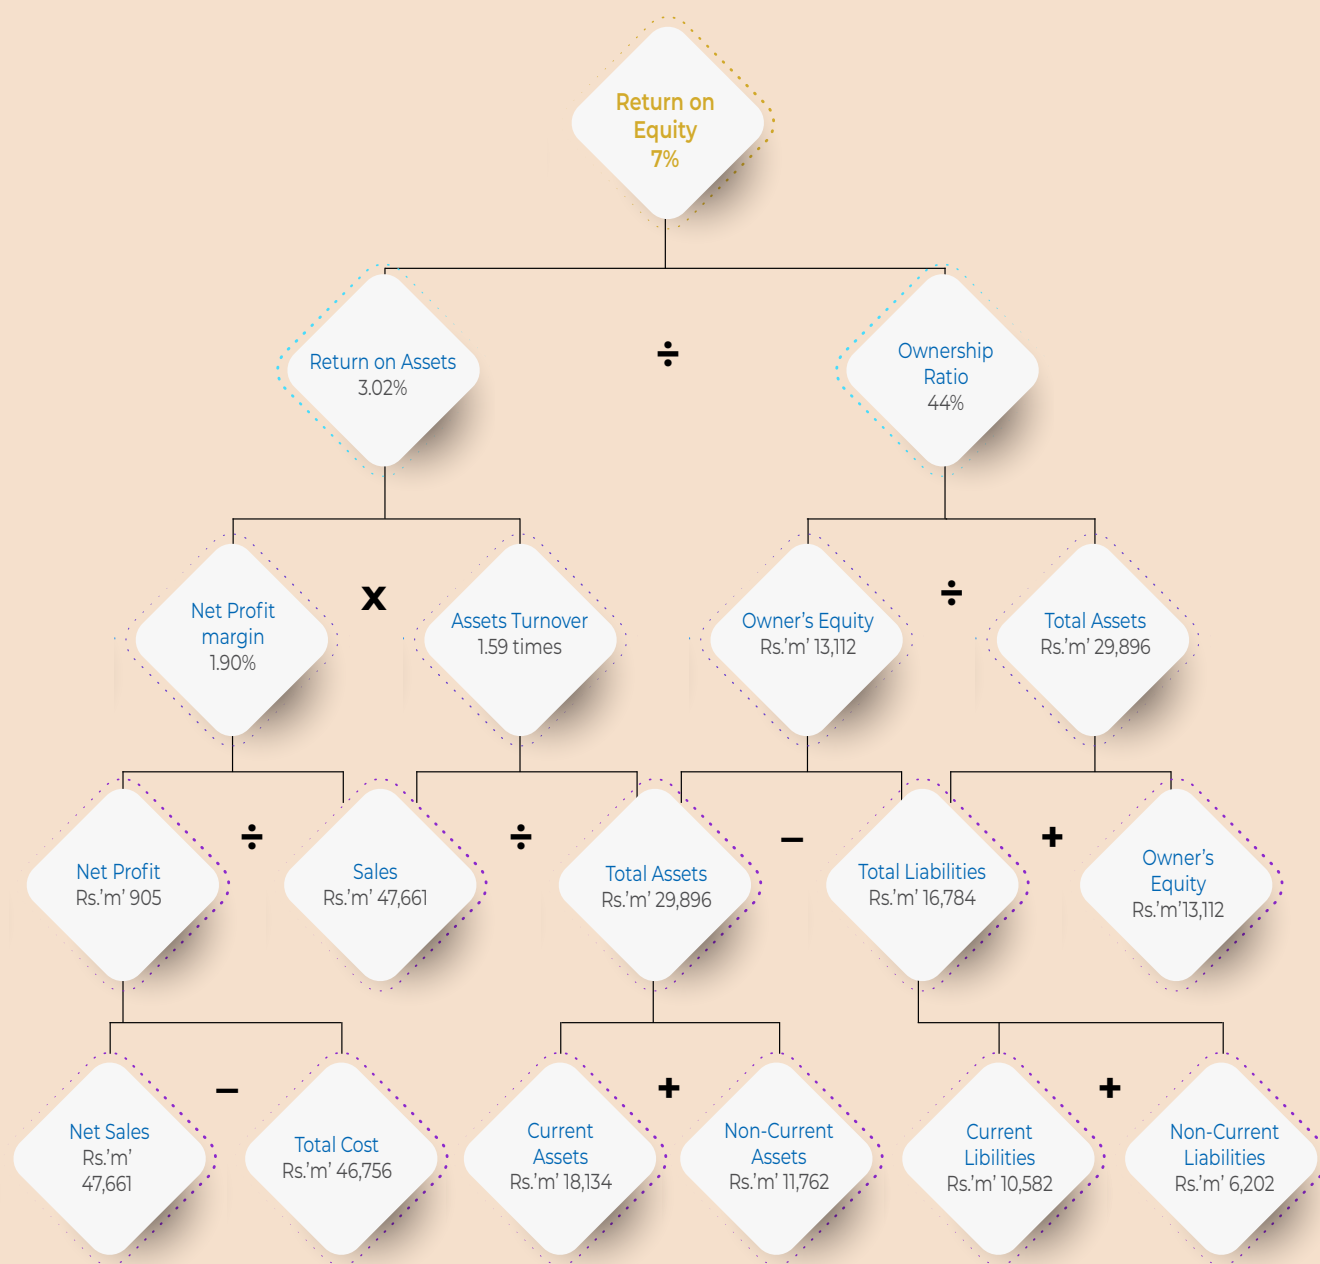 Return on
Equity
7%
Return on Assets
3.02%
÷
Ownership
Ratio
44%
Net Profit
margin
1.90%
x
Assets Turnover
1.59 times
Owner’s Equity
Rs.’m’ 13,112
÷
Total Assets
Rs.’m’ 29,896
Net Profit
Rs.’m’ 905
÷
Sales
Rs.’m’ 47,661
÷
Total Assets
Rs.’m’ 29,896
–
Total Liabilities
Rs.’m’ 16,784
+
Owner’s
Equity
Rs.’m’13,112
Net Sales
Rs.’m’
47,661
–
Total Cost
Rs.’m’ 46,756
Current
Assets
Rs.’m’ 18,134
+
Non-Current
Assets
Rs.’m’ 11,762
Current
Libilities
Rs.’m’ 10,582
+
Non-Current
Liabilities
Rs.’m’ 6,202